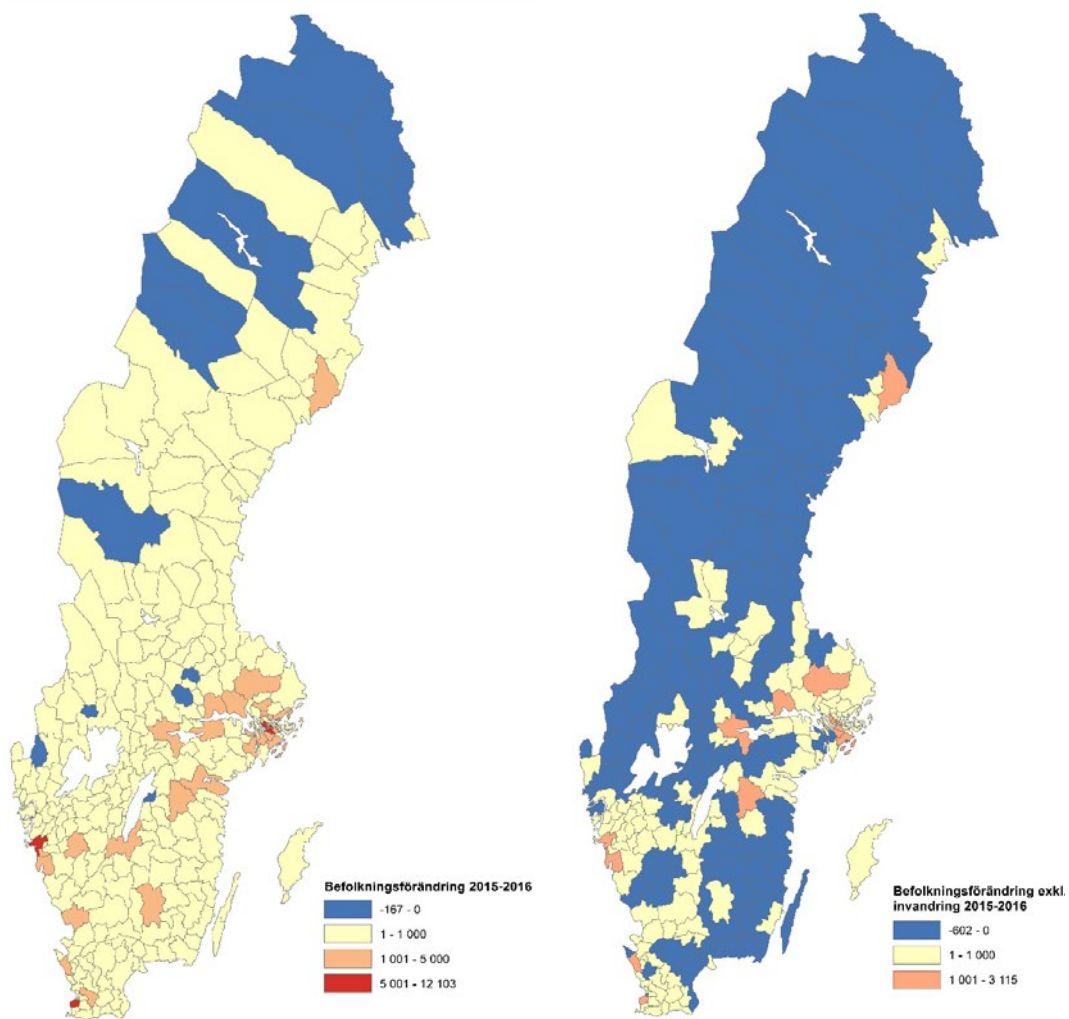 Befolkningsförändring 2015-2016
-167 - 0
1 - 1 000
1 001 - 5 000
5 001 - 12 103
Befolkningsförändring exkl.
invandring 2015-2016
-602 - 0
1 - 1 000
1 001 - 3 115